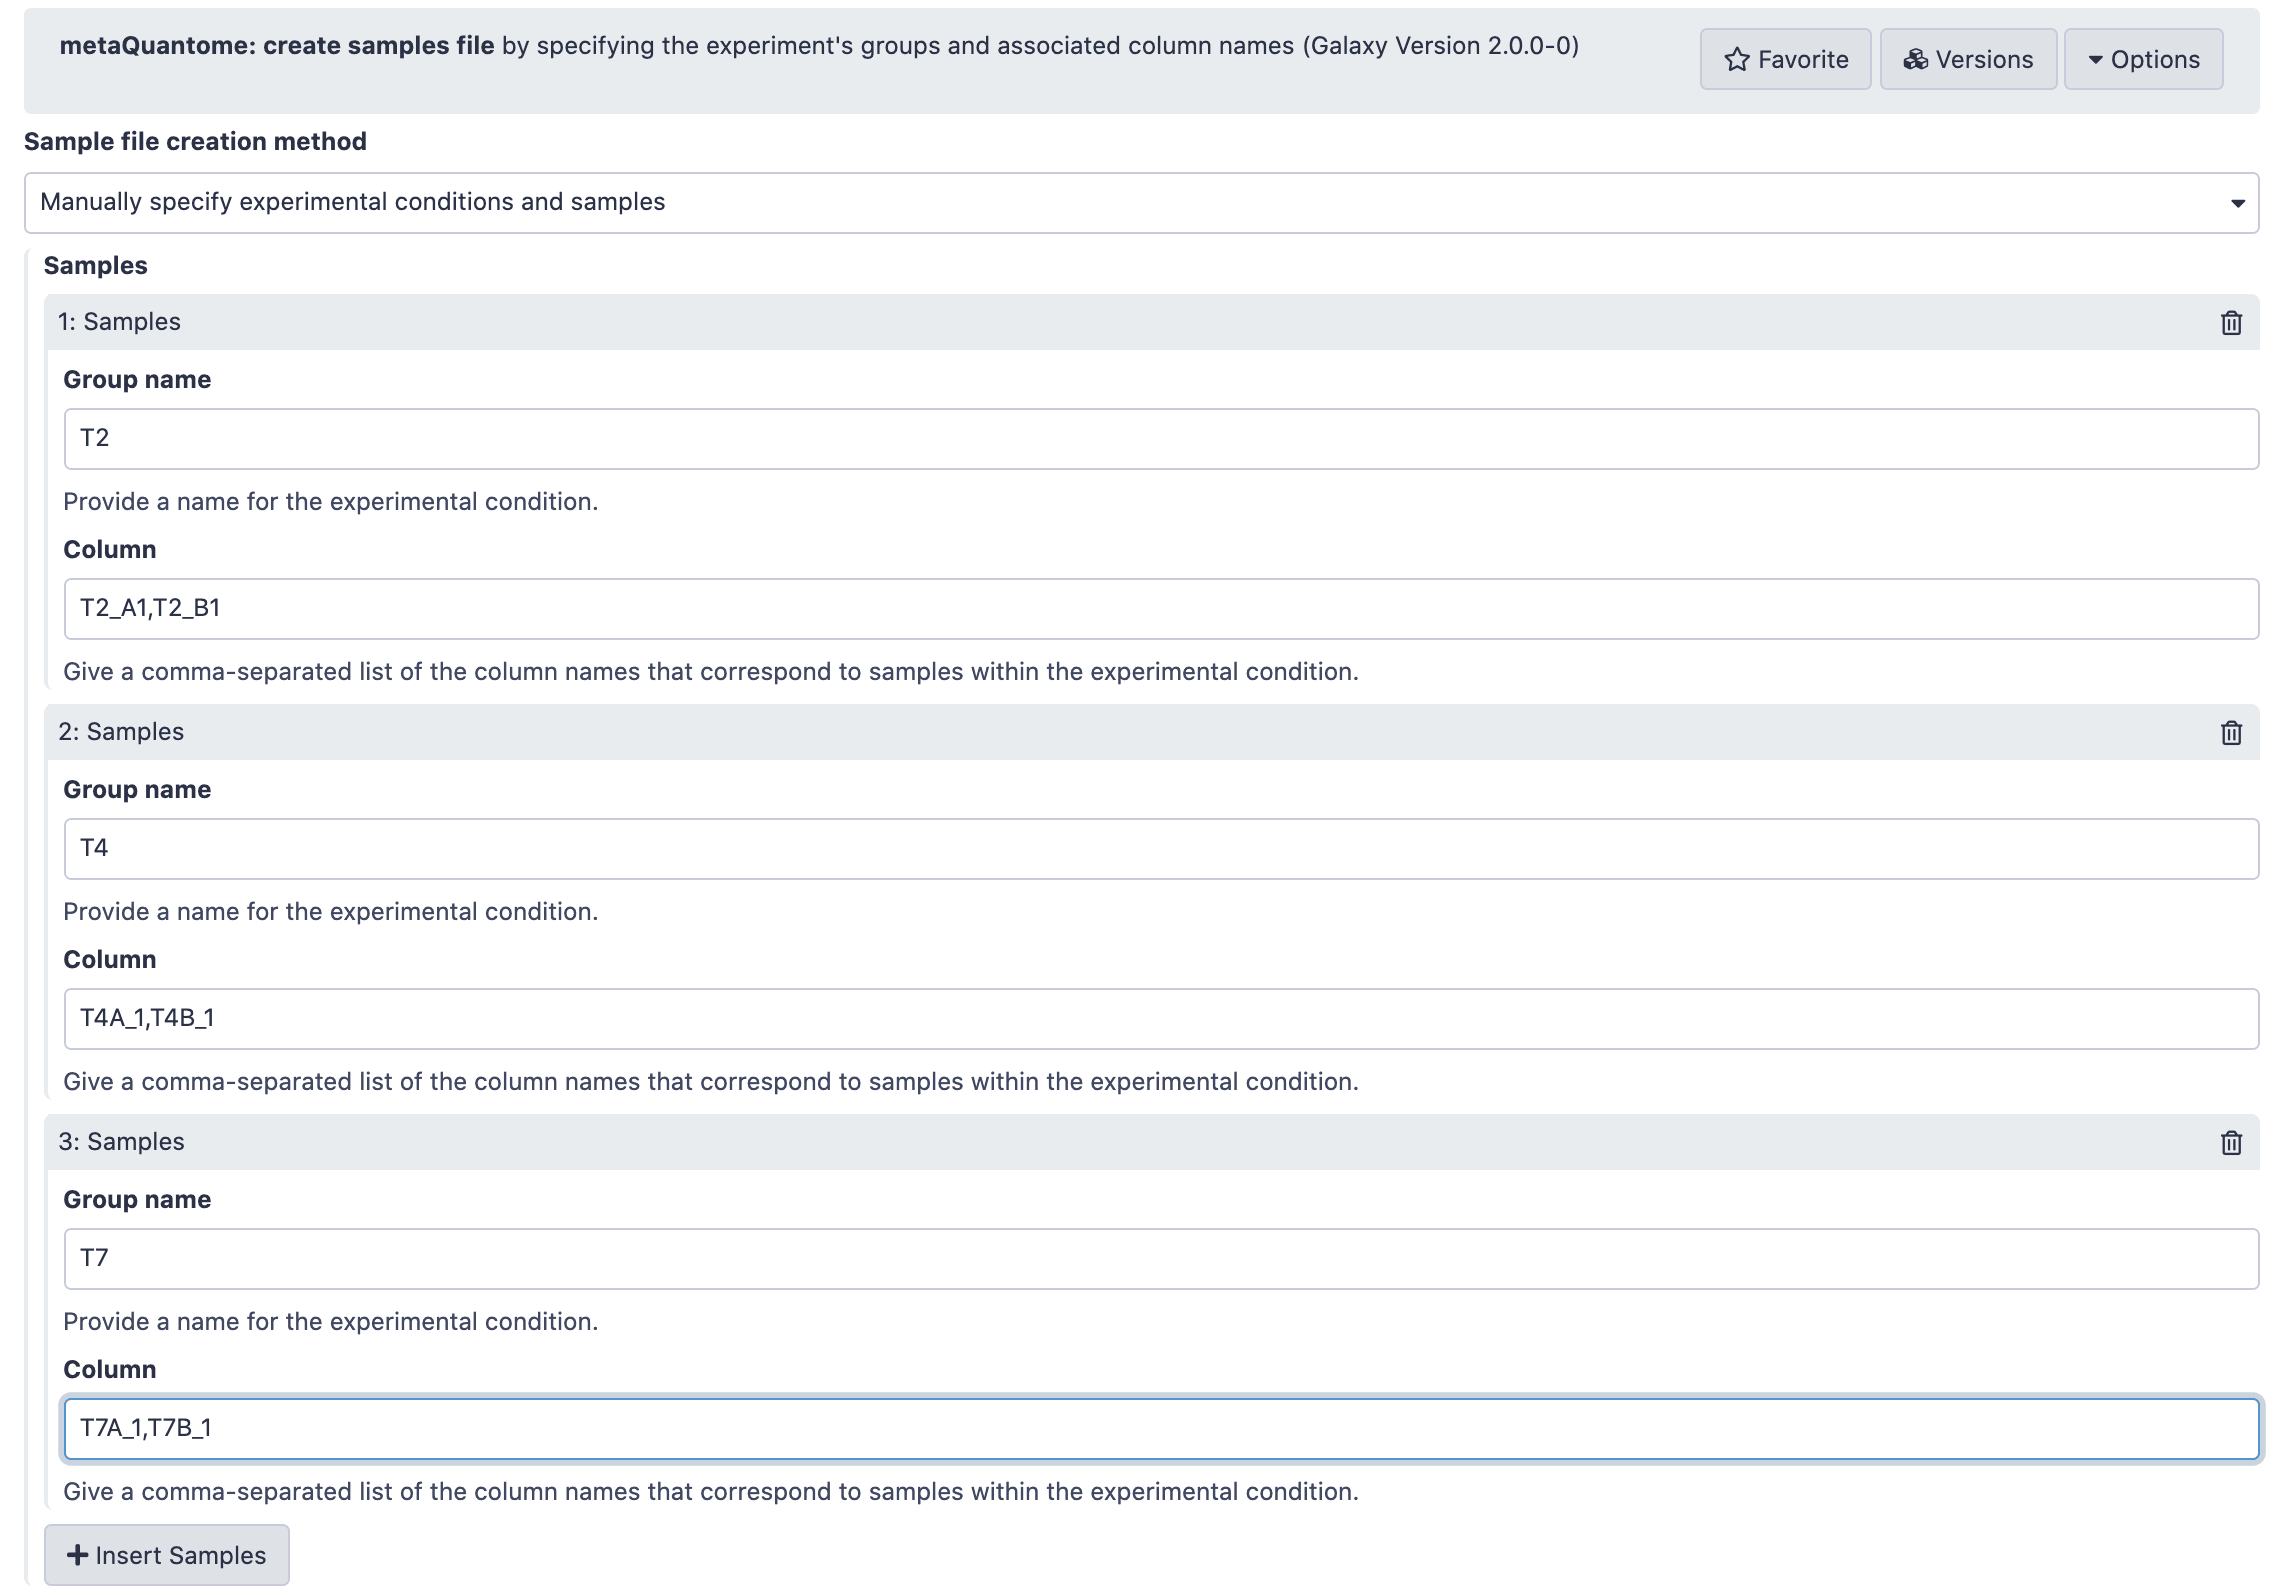 metaQuantome: create samples file by specifying the experiment's groups and associated column names (Galaxy Version 2.0.0-0)
Favorite
Versions
Options
Sample file creation method
Manually specify experimental conditions and samples
Samples
1: Samples
Group name
T2
Provide a name for the experimental condition.
Column
T2_A1,T2_B1
Give a comma-separated list of the column names that correspond to samples within the experimental condition.
2: Samples
Group name
T4
Provide a name for the experimental condition.
Column
T4A_1,T4B_1
Give a comma-separated list of the column names that correspond to samples within the experimental condition.
3: Samples
Group name
T7
Provide a name for the experimental condition.
Column
T7A_1,T7B_1
Give a comma-separated list of the column names that correspond to samples within the experimental condition.
Insert Samples